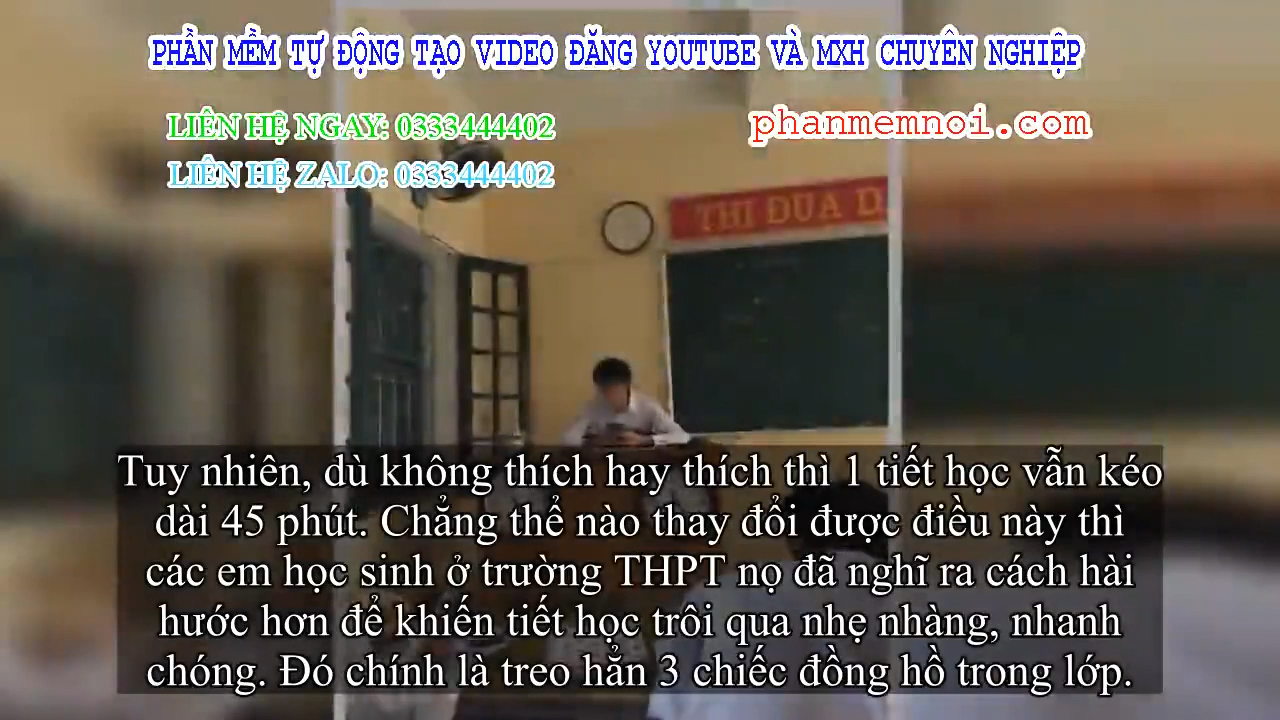 PHẦN MỀM TỰ ĐỘNG TẠO VIDEO ĐĂNG YOUTUBE VÀ MXH CHUYÊN NGHIỆP
LIÊN HỆ NGAY: 0333444402
phanmemnoi.com
LIÊN HỆ ZALO: 0333444402
THI ĐUA D
Tuy nhiên, dù không thích hay thích thì 1 tiết học vẫn kéo
dài 45 phút. Chẳng thể nào thay đổi được điều này thì
các em học sinh ở trường THPT nọ đã nghĩ ra cách hài
hước hơn để khiến tiết học trôi qua nhẹ nhàng, nhanh
chóng. Đó chính là treo hẳn 3 chiếc đồng hồ trong lớp.